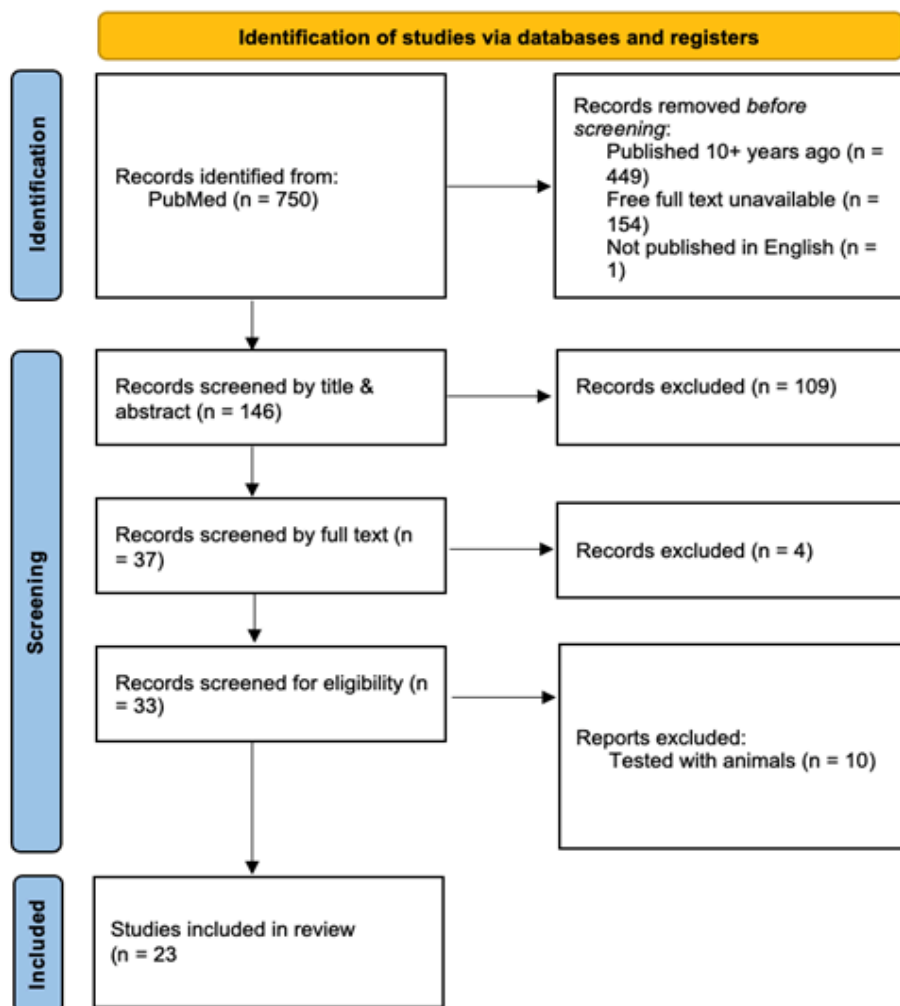 Identification of studies via databases and registers
Identification
Records identified from:
PubMed (n = 750)
Records removed before
screening:
Published 10+ years ago (n =
449)
Free full text unavailable (n =
154)
Not published in English (n =
1)
Screening
Records screened by title &
abstract (n = 146)
Records excluded (n = 109)
Records screened by full text (n
= 37)
Records excluded (n = 4)
Records screened for eligibility (n
= 33)
Reports excluded:
Tested with animals (n = 10)
Included
Studies included in review
(n = 23